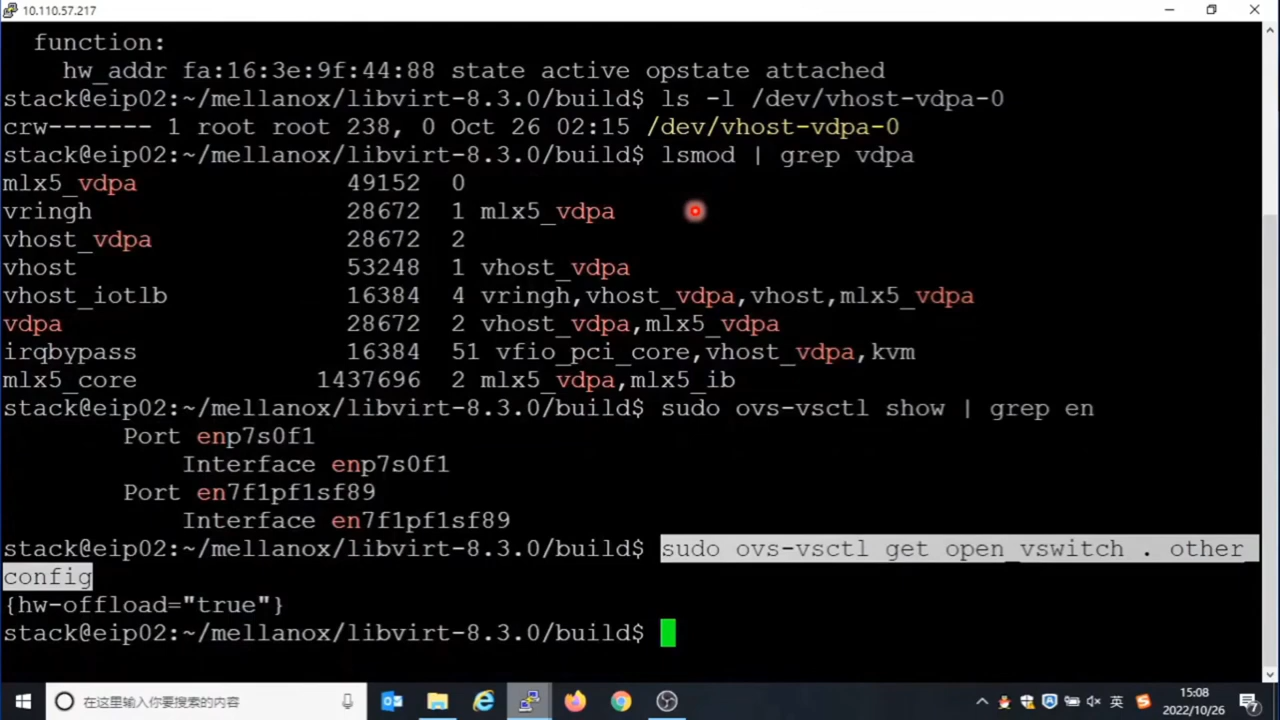 10.110.57.217
function:
hw_addr fa:16:3e:9f:44:88 state active opstate attached
stack@eip02:~/mellanox/libvirt-8.3.0/build$ ls -l /dev/vhost-vdpa-0
crw------- 1 root root 238, 0 Oct 26 02:15 /dev/vhost-vdpa-0
stack@eip02:~/mellanox/libvirt-8.3.0/build$ lsmod | grep vdpa
mlx5_vdpa 49152 0
vringh 28672 1 mlx5_vdpa
vhost_vdpa 28672 2
vhost 53248 1 vhost_vdpa
vhost_iotlb 16384 4 vringh,vhost_vdpa,vhost,mlx5_vdpa
vdpa 28672 2 vhost_vdpa,mlx5_vdpa
irqbypass 16384 51 vfio_pci_core,vhost_vdpa,kvm
mlx5_core 1437696 2 mlx5_vdpa,mlx5_ib
stack@eip02:~/mellanox/libvirt-8.3.0/build$ sudo ovs-vsctl show | grep en
Port enp7s0f1
Interface enp7s0f1
Port en7f1pf1sf89
Interface en7f1pf1sf89
stack@eip02:~/mellanox/libvirt-8.3.0/build$ sudo ovs-vsctl get open_vswitch . other_
config
{hw-offload="true"}
stack@eip02:~/mellanox/libvirt-8.3.0/build$
在这里输入你要搜索的内容
英
15:08
2022/10/26
7